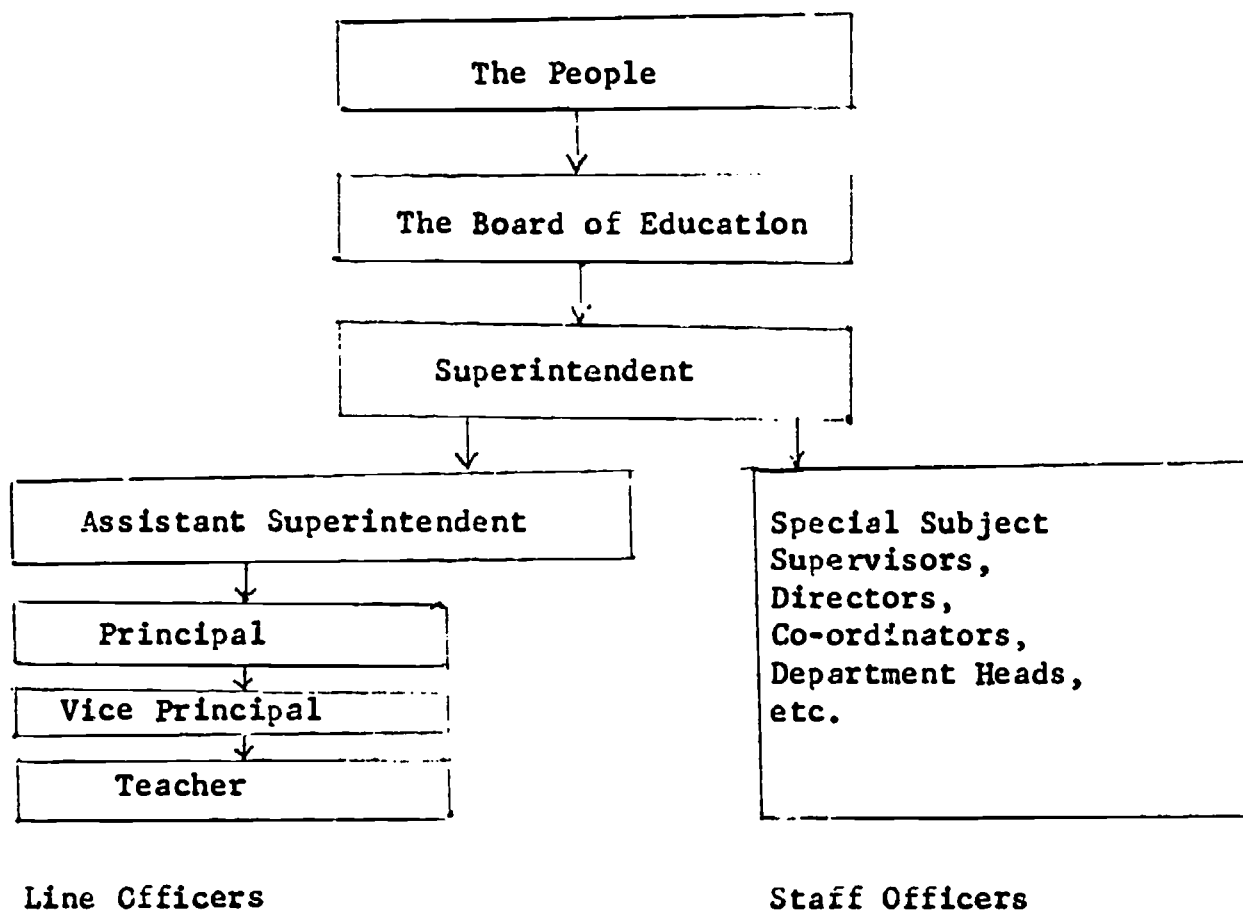 The People
The Board of Education
Superintendent
Assistant Superintendent
Principal
Vice Principal
Teacher
Special Subject
Supervisors,
Directors,
Co-ordinators,
Department Heads,
etc.
Line Officers
Staff Officers